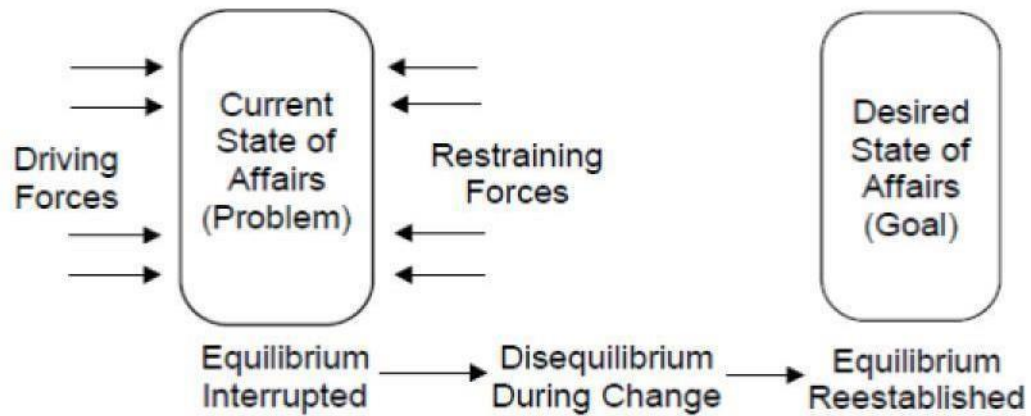 Driving
Forces
Current
State of
Affairs
(Problem)
Restraining
Forces
Desired
State of
Affairs
(Goal)
Equilibrium
Interrupted
Disequilibrium
During Change
Equilibrium
Reestablished